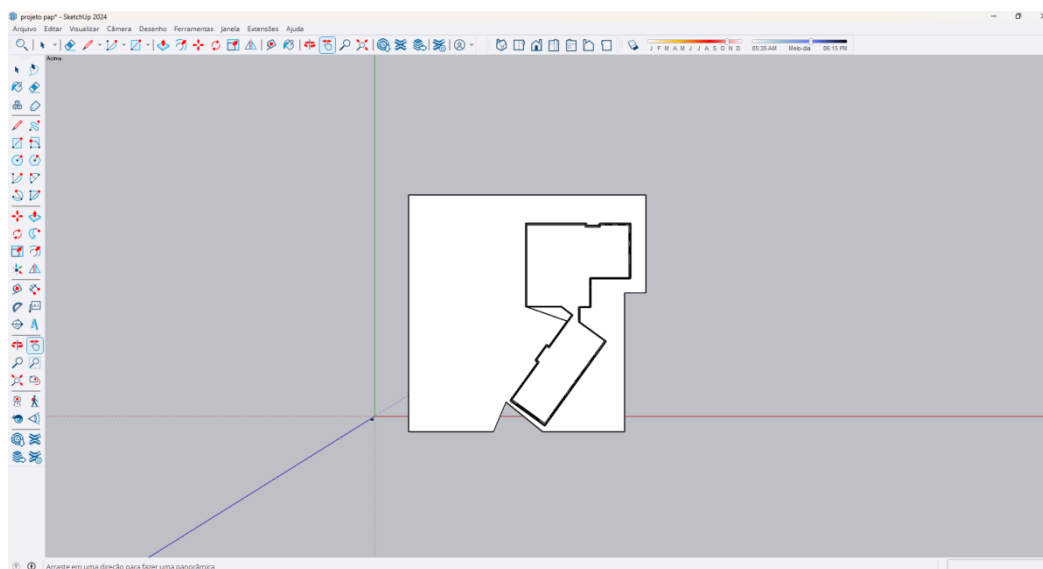 projeto pap* - SketchUp 2024
Arquivo Editar Visualizar Câmera Desenho Ferramentas Janela Extensões Ajuda
J F M A M J J A S O N D 05:35 AM Meio-dia 06:15 PM
Acima
Arraste em uma direção para fazer uma panorâmica